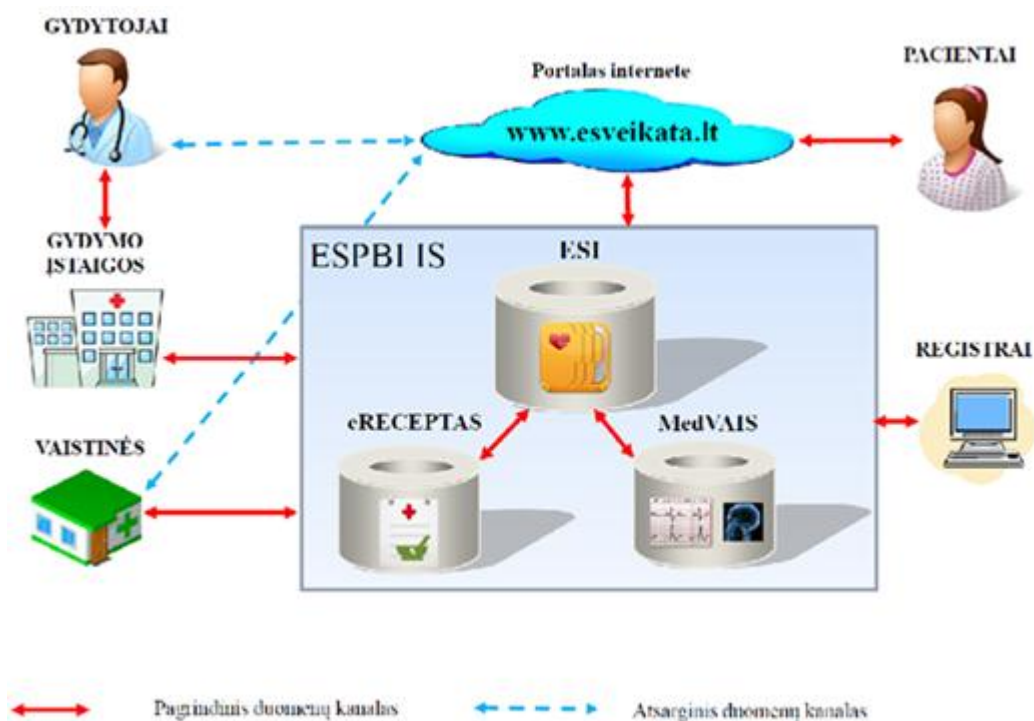 GYDYTOJAI
Portalas internete
PACIENTAI
www.esveikata.lt
GYDYMO
ĮSTAIGOS
ESPBI IS
ESI
REGISTRAI
eRECEPTAS
MedVAIS
VAISTINĖS
Pagrindinis duomenų kanalas
Atsarginis duomenų kanalas